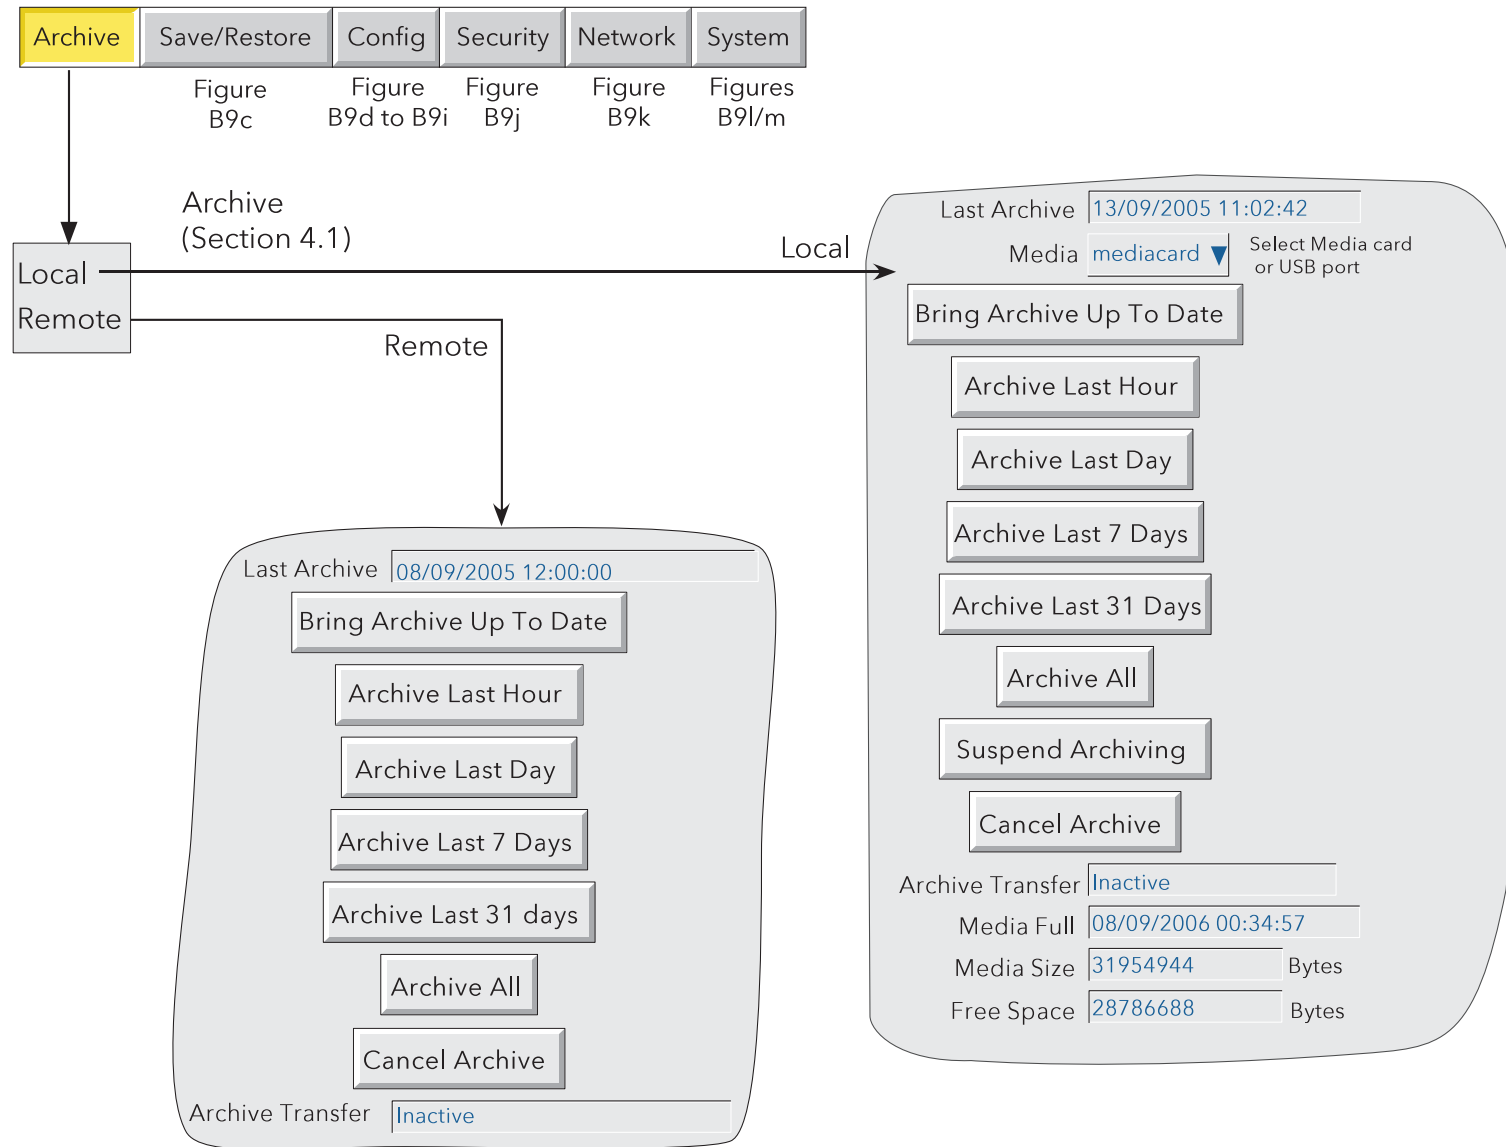 Archive Save/Restore Config Security Network System
Figure B9c
Figure B9d to B9i
Figure B9j
Figure B9k
Figures B9l/m
Archive
(Section 4.1)
Local
Remote
Local
Remote
Last Archive 13/09/2005 11:02:42
Media mediacard Select Media card
or USB port
Bring Archive Up To Date
Archive Last Hour
Archive Last Day
Archive Last 7 Days
Archive Last 31 Days
Archive All
Suspend Archiving
Cancel Archive
Archive Transfer Inactive
Media Full 08/09/2006 00:34:57
Media Size 31954944 Bytes
Free Space 28786688 Bytes
Last Archive 08/09/2005 12:00:00
Bring Archive Up To Date
Archive Last Hour
Archive Last Day
Archive Last 7 Days
Archive Last 31 days
Archive All
Cancel Archive
Archive Transfer Inactive